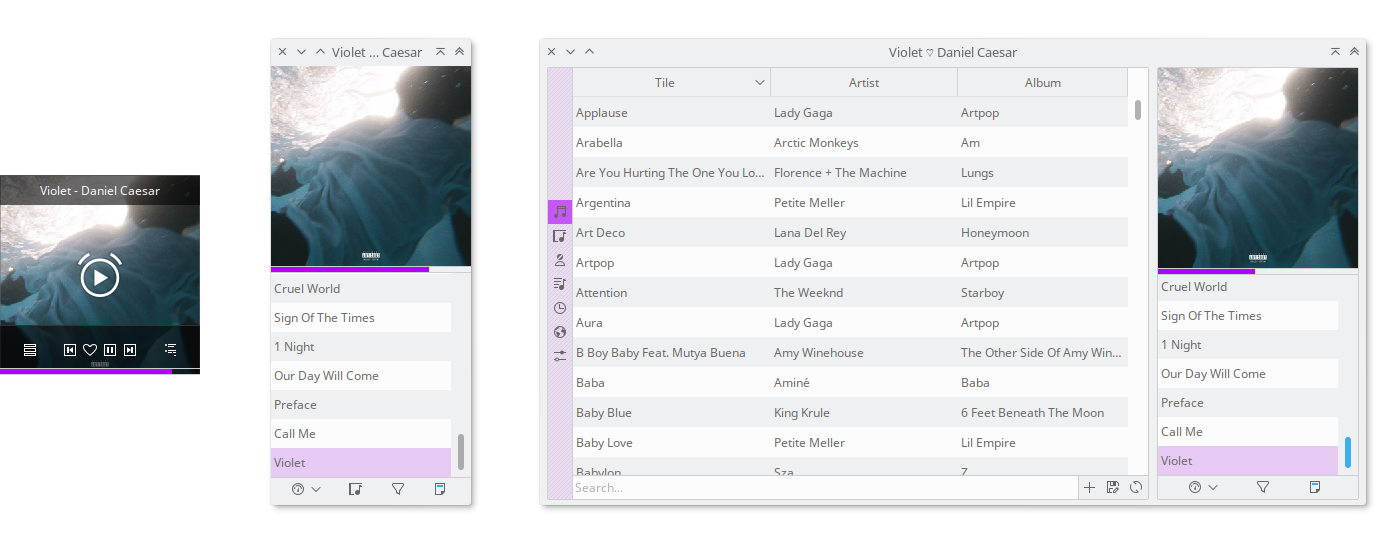 Violet - Daniel Caesar
Violet ... Caesar
Cruel World
Sign Of The Times
1 Night
Our Day Will Come
Preface
Call Me
Violet
Violet ♡ Daniel Caesar
Tile Artist Album
Applause Lady Gaga Artpop
Arabella Arctic Monkeys Am
Are You Hurting The One You Lo... Florence + The Machine Lungs
Argentina Petite Meller Lil Empire
Art Deco Lana Del Rey Honeymoon
Artpop Lady Gaga Artpop
Attention The Weeknd Starboy
Aura Lady Gaga Artpop
B Boy Baby Feat. Mutya Buena Amy Winehouse The Other Side Of Amy Win...
Baba Aminé Baba
Baby Blue King Krule 6 Feet Beneath The Moon
Baby Love Petite Meller Lil Empire
Babylon Sza Z
Search...
Cruel World
Sign Of The Times
1 Night
Our Day Will Come
Preface
Call Me
Violet